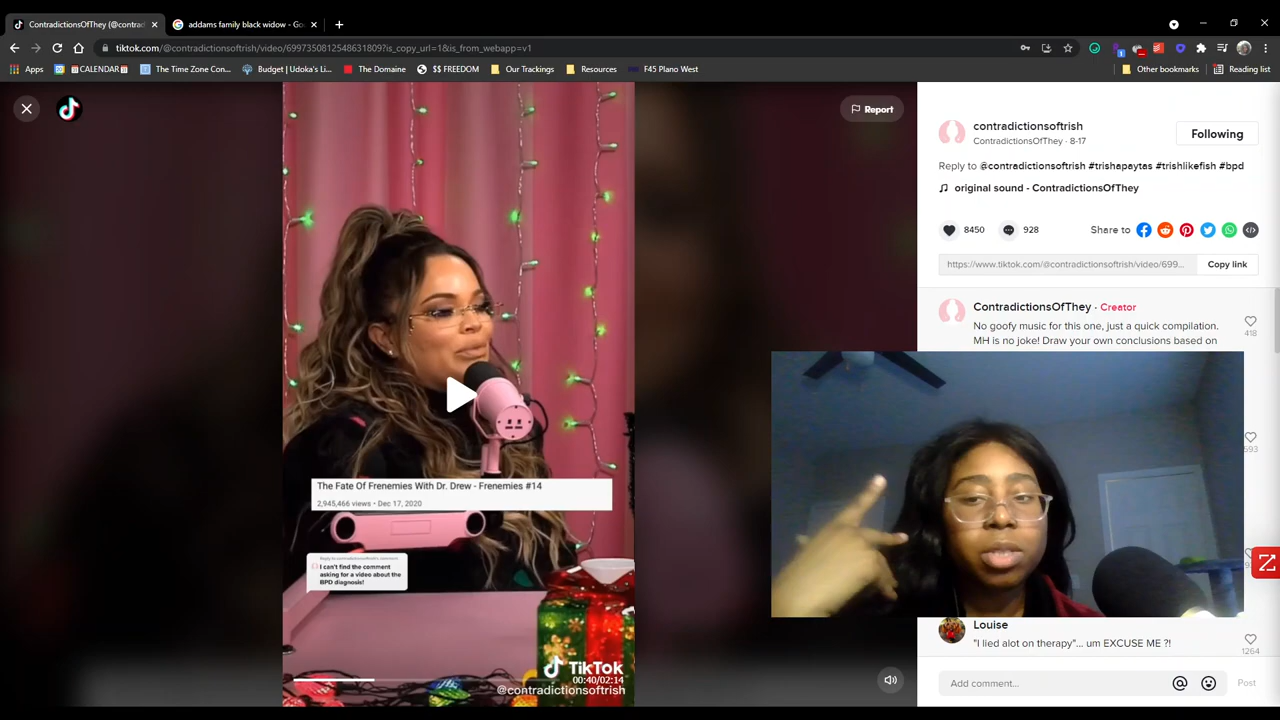 ContradictionsOfThey (@contrad
addams family black widow - Go
tiktok.com/@contradictionsoftrish/video/6997350812548631809?is_copy_url=1&is_from_webapp=v1
Apps
CALENDAR
The Time Zone Con...
Budget | Udoka's Li...
The Domaine
$$ FREEDOM
Our Trackings
Resources
F45 Plano West
Other bookmarks
Reading list
Report
contradictionsoftrish
ContradictionsOfThey · 8-17
Following
Reply to @contradictionsoftrish #trishapaytas #trishlikefish #bpd
original sound - ContradictionsOfThey
8450
928
Share to
https://www.tiktok.com/@contradictionsoftrish/video/699...
Copy link
ContradictionsOfThey · Creator
No goofy music for this one, just a quick compilation.
MH is no joke! Draw your own conclusions based on
418
593
The Fate Of Frenemies With Dr. Drew - Frenemies #14
2,945,466 views • Dec 17, 2020
I can't find the comment
asking for a video about the
BPD diagnosis!
TikTok
00:40/02:14
@contradictionsoftrish
Louise
"I lied alot on therapy"... um EXCUSE ME ?!
1264
Add comment...
Post